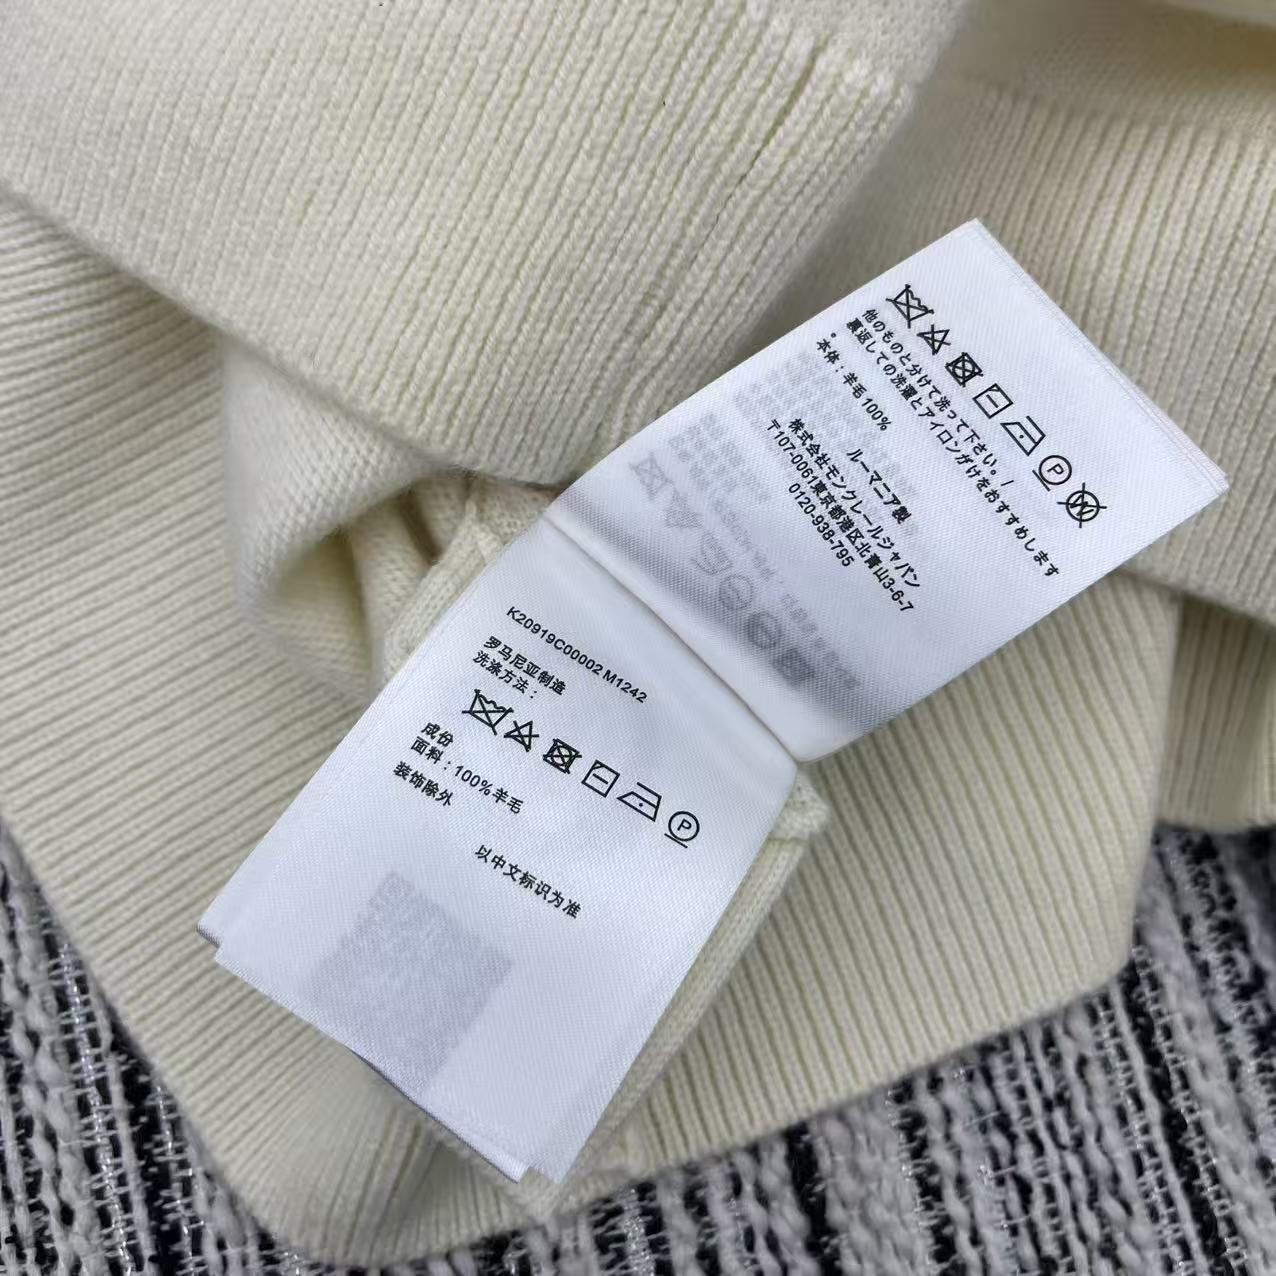 他のものと分けて洗って下さい。/
裏返しての洗濯とアイロンがけをおすすめします
。
本体：羊毛 100%
ルーマニア製
株式会社モンクレールジャパン
〒107-0061東京都港区北青山3-6-7
0120-938-795
K20919C00002 M1242
罗马尼亚制造
洗涤方法：
P
W
成份
面料：100%羊毛
装饰除外
P
以中文标识为准